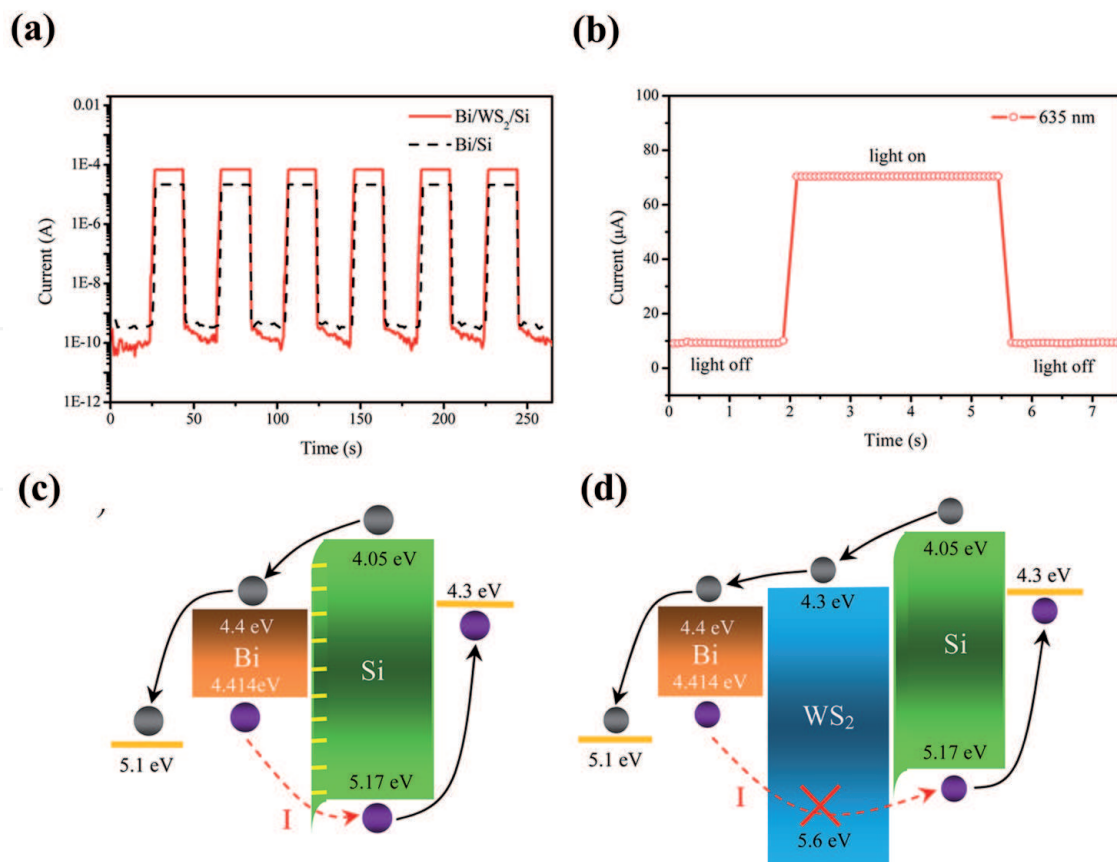 (a)
0.01
1E-4
1E-6
1E-8
1E-10
1E-12
Current (A)
0
50
100
150
200
250
Time (s)
Bi/WS2/Si
Bi/Si
(b)
100
80
60
40
20
0
Current (μA)
0
1
2
3
4
5
6
7
Time (s)
635 nm
light on
light off
light off
(c)
,
4.05 eV
4.3 eV
4.4 eV
Bi
4.414eV
Si
5.1 eV
5.17 eV
I
(d)
4.05 eV
4.3 eV
4.3 eV
4.4 eV
Bi
4.414 eV
Si
WS2
5.1 eV
5.17 eV
I
5.6 eV